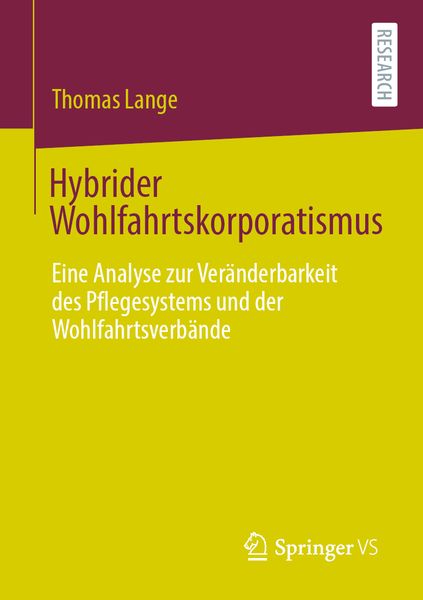 RESEARCH
Thomas Lange
Hybrider
Wohlfahrtskorporatismus
Eine Analyse zur Veränderbarkeit
des Pflegesystems und der
Wohlfahrtsverbände
Springer VS